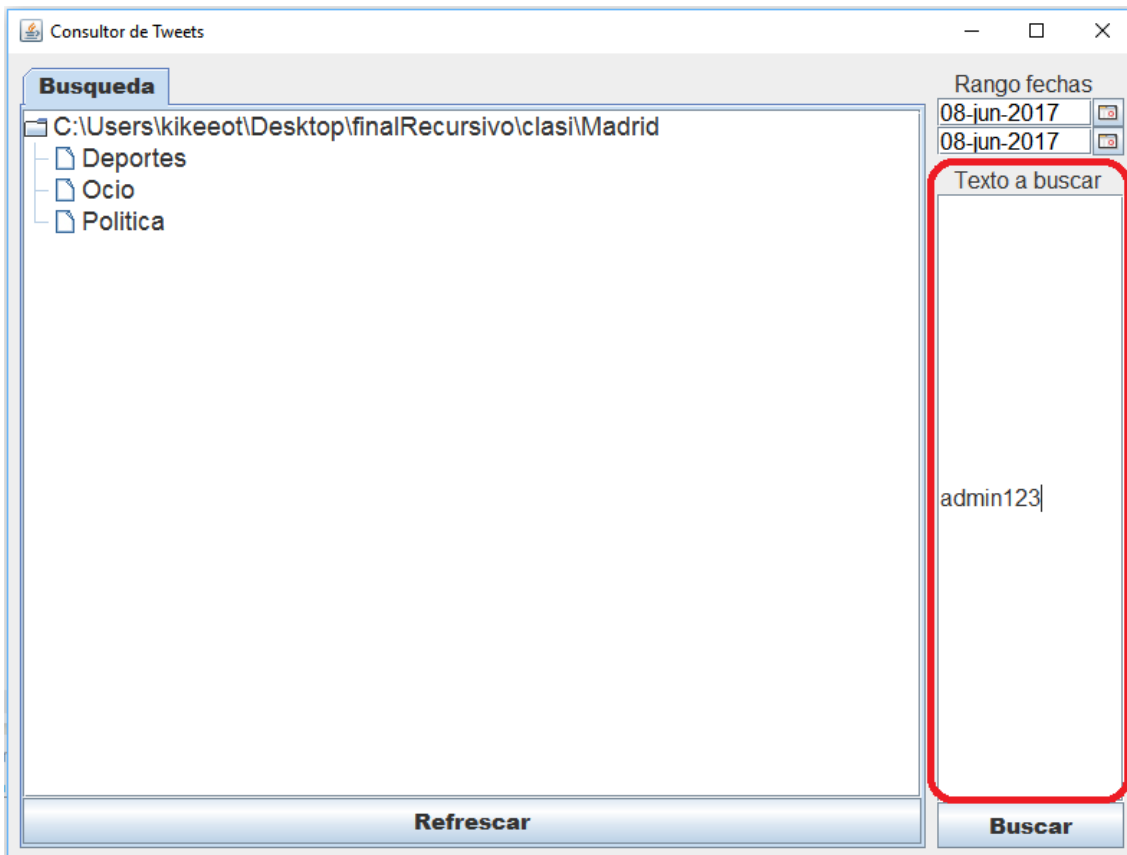 Consultor de Tweets
Busqueda
C:\Users\kikeeot\Desktop\finalRecursivo\clasi\Madrid
Deportes
Ocio
Politica
Refrescar
Rango fechas
08-jun-2017
08-jun-2017
Texto a buscar
admin123
Buscar